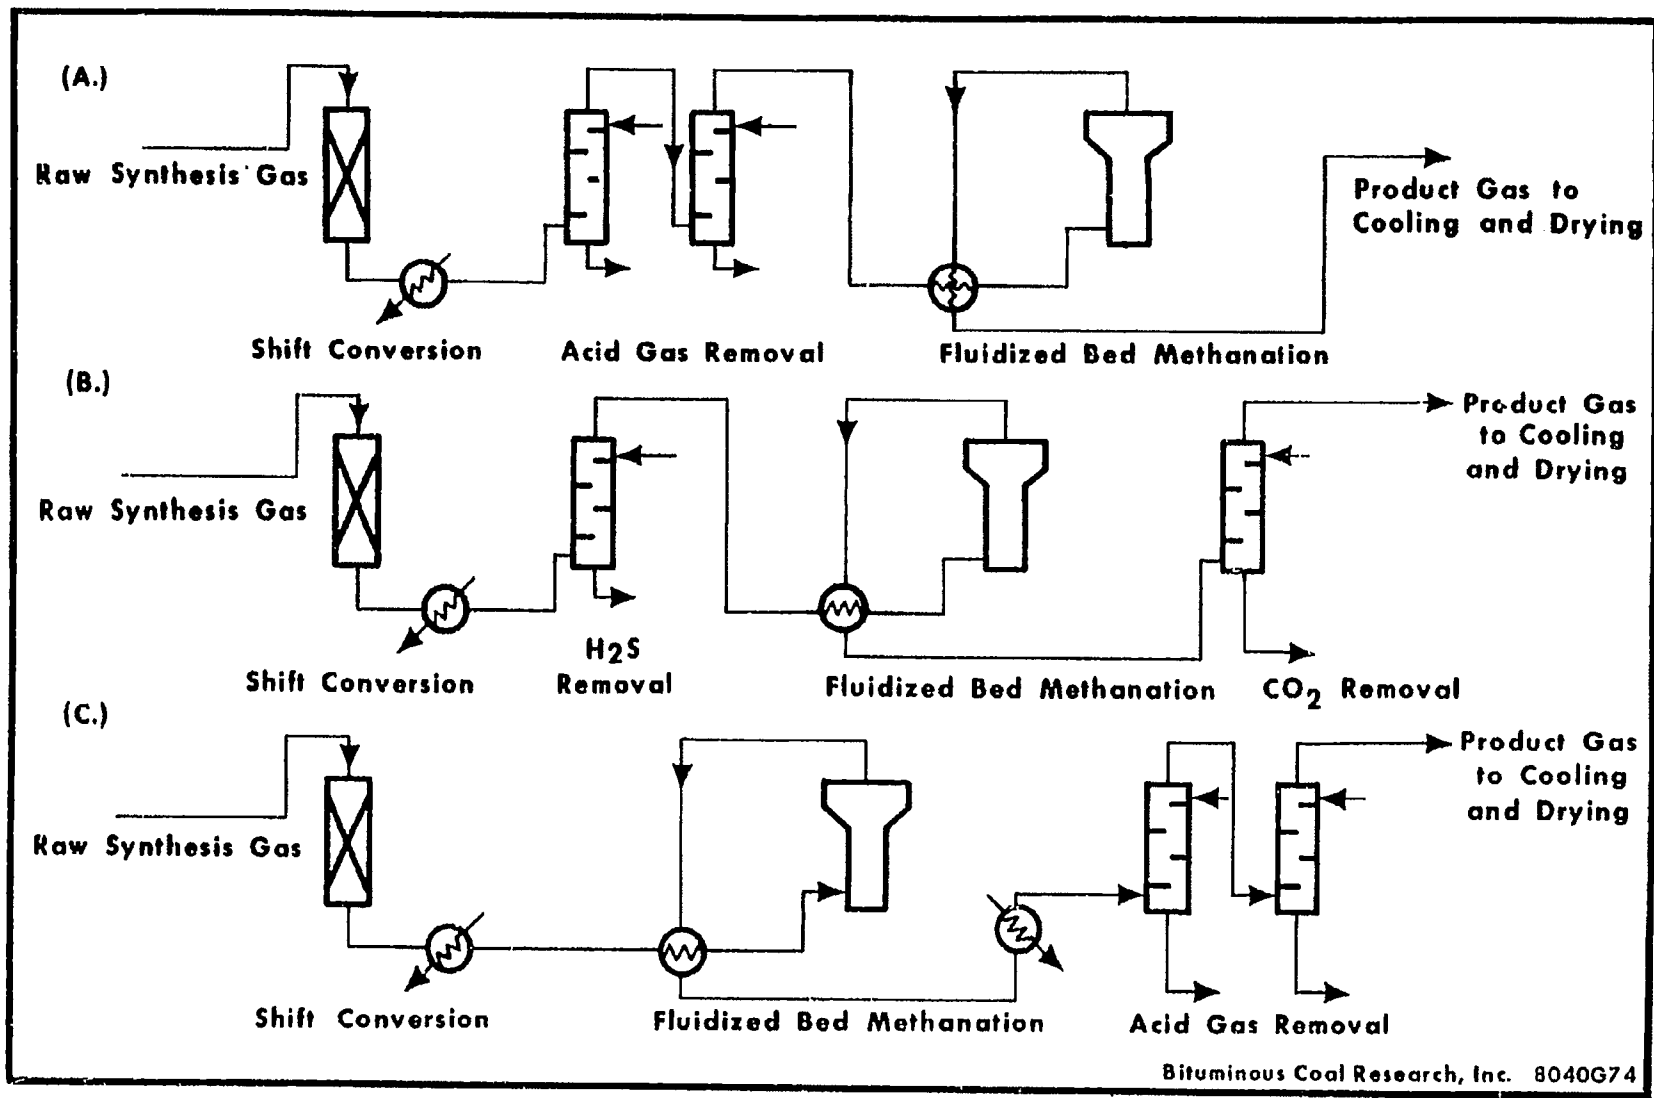 (A.)
Raw Synthesis Gas
Product Gas to
Cooling and Drying
Shift Conversion
Acid Gas Removal
Fluidized Bed Methanation
(B.)
Product Gas
to Cooling
and Drying
Raw Synthesis Gas
H2S
Removal
Shift Conversion
Fluidized Bed Methanation
CO2 Removal
(C.)
Product Gas
to Cooling
and Drying
Raw Synthesis Gas
Shift Conversion
Fluidized Bed Methanation
Acid Gas Removal
Bituminous Coal Research, Inc. 8040G74